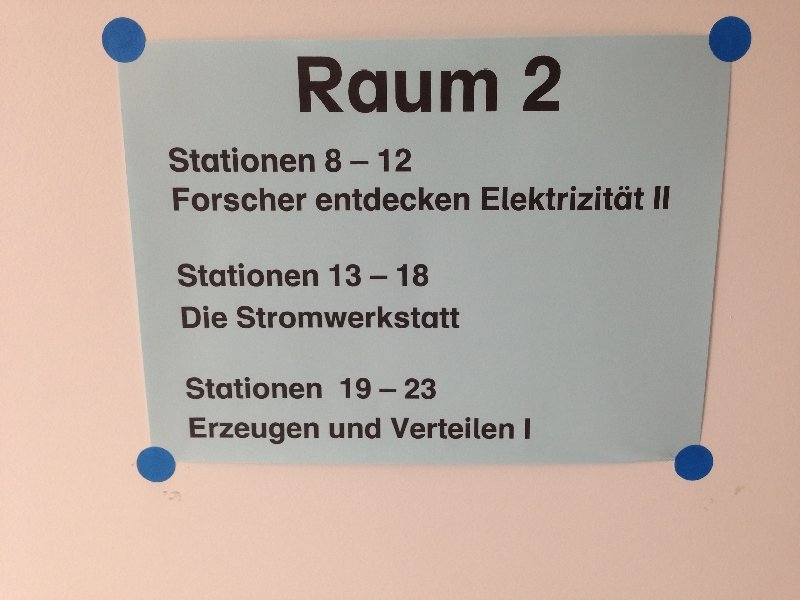 Raum 2
Stationen 8 – 12
Forscher entdecken Elektrizität II
Stationen 13 – 18
Die Stromwerkstatt
Stationen 19 – 23
Erzeugen und Verteilen I